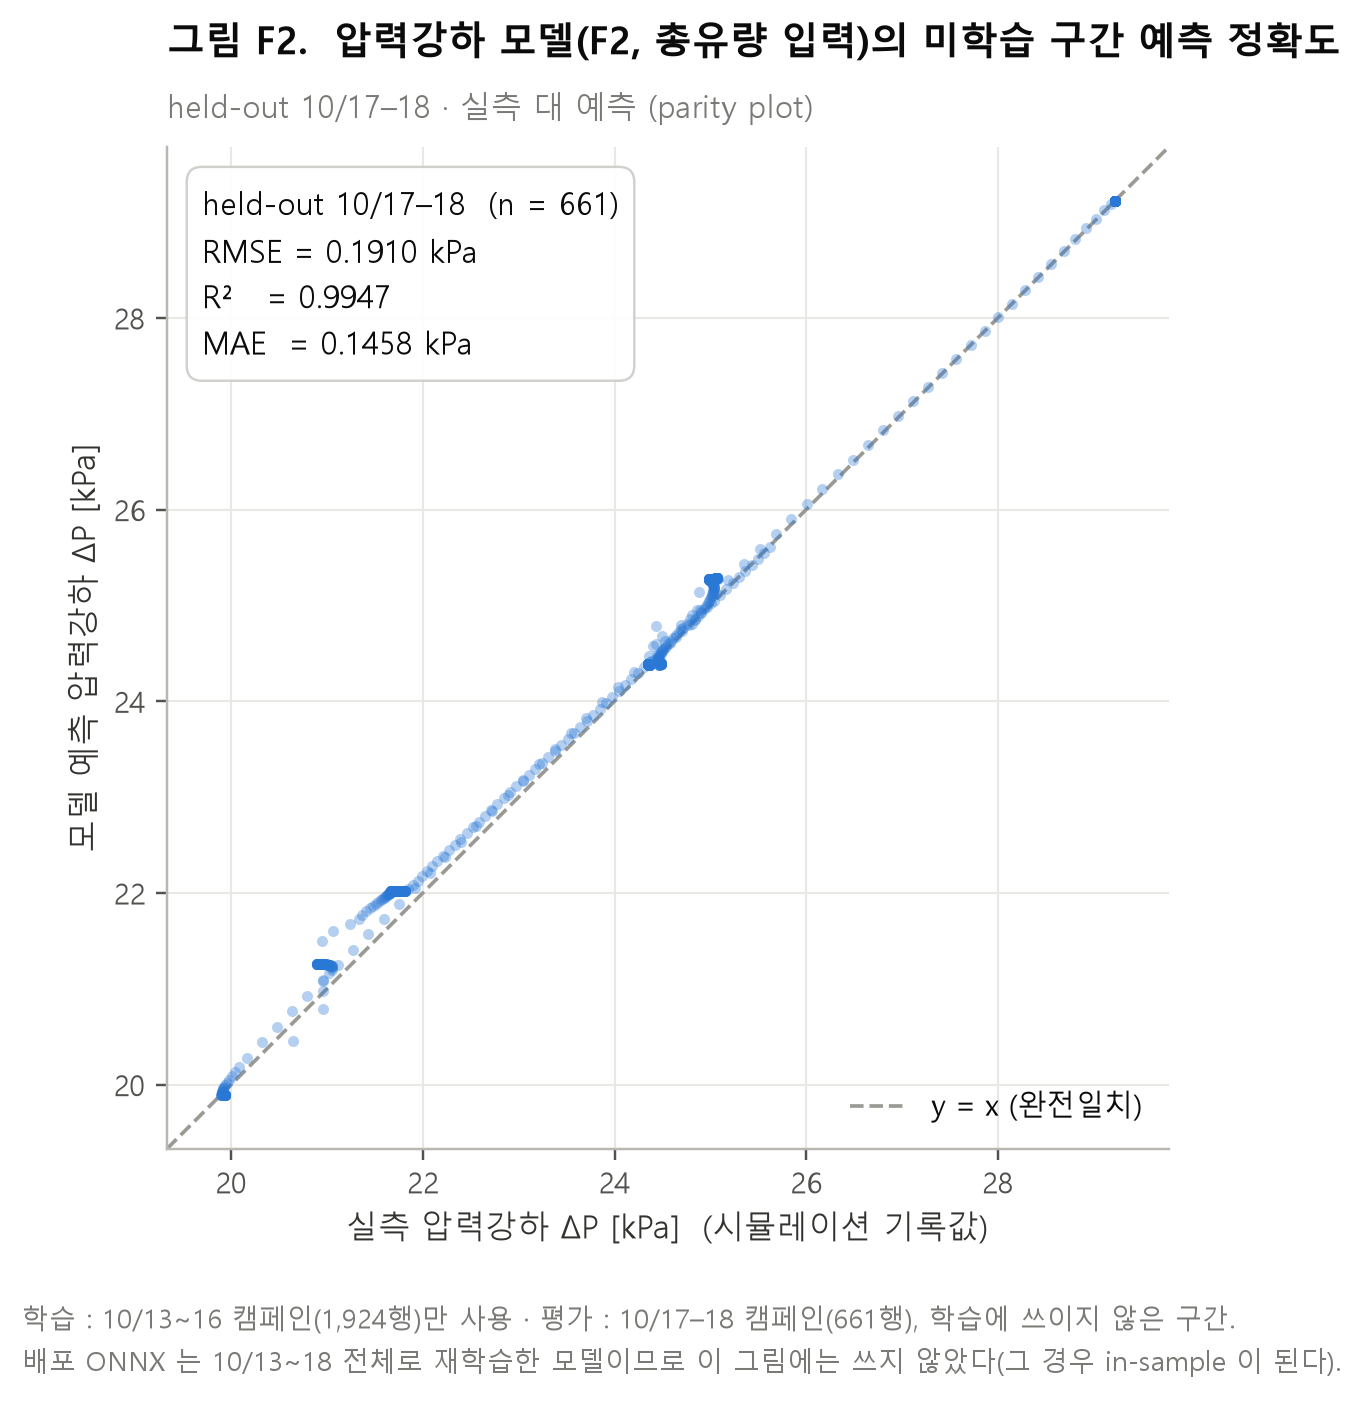 그림 F2. 압력강하 모델(F2, 총유량 입력)의 미학습 구간 예측 정확도
held-out 10/17–18 · 실측 대 예측 (parity plot)
held-out 10/17–18 (n = 661)
RMSE = 0.1910 kPa
R² = 0.9947
MAE = 0.1458 kPa
모델 예측 압력강하 ΔP [kPa]
28
26
24
22
20
y = x (완전일치)
20 22 24 26 28
실측 압력강하 ΔP [kPa] (시뮬레이션 기록값)
학습 : 10/13~16 캠페인(1,924행)만 사용 · 평가 : 10/17–18 캠페인(661행), 학습에 쓰이지 않은 구간.
배포 ONNX 는 10/13~18 전체로 재학습한 모델이므로 이 그림에는 쓰지 않았다(그 경우 in-sample 이 된다).